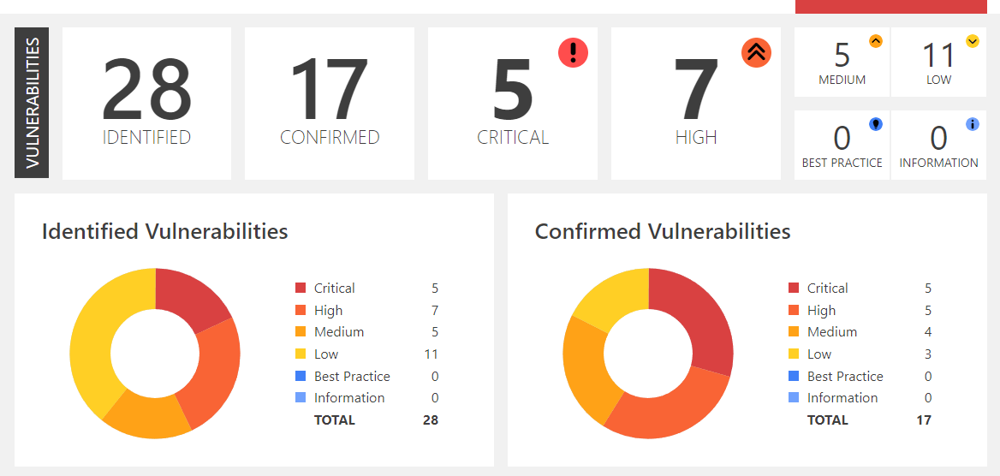 VULNERABILITIES
28
IDENTIFIED
17
CONFIRMED
5
CRITICAL
7
HIGH
5
MEDIUM
11
LOW
0
BEST PRACTICE
0
INFORMATION
Identified Vulnerabilities
Critical 5
High 7
Medium 5
Low 11
Best Practice 0
Information 0
TOTAL 28
Confirmed Vulnerabilities
Critical 5
High 5
Medium 4
Low 3
Best Practice 0
Information 0
TOTAL 17